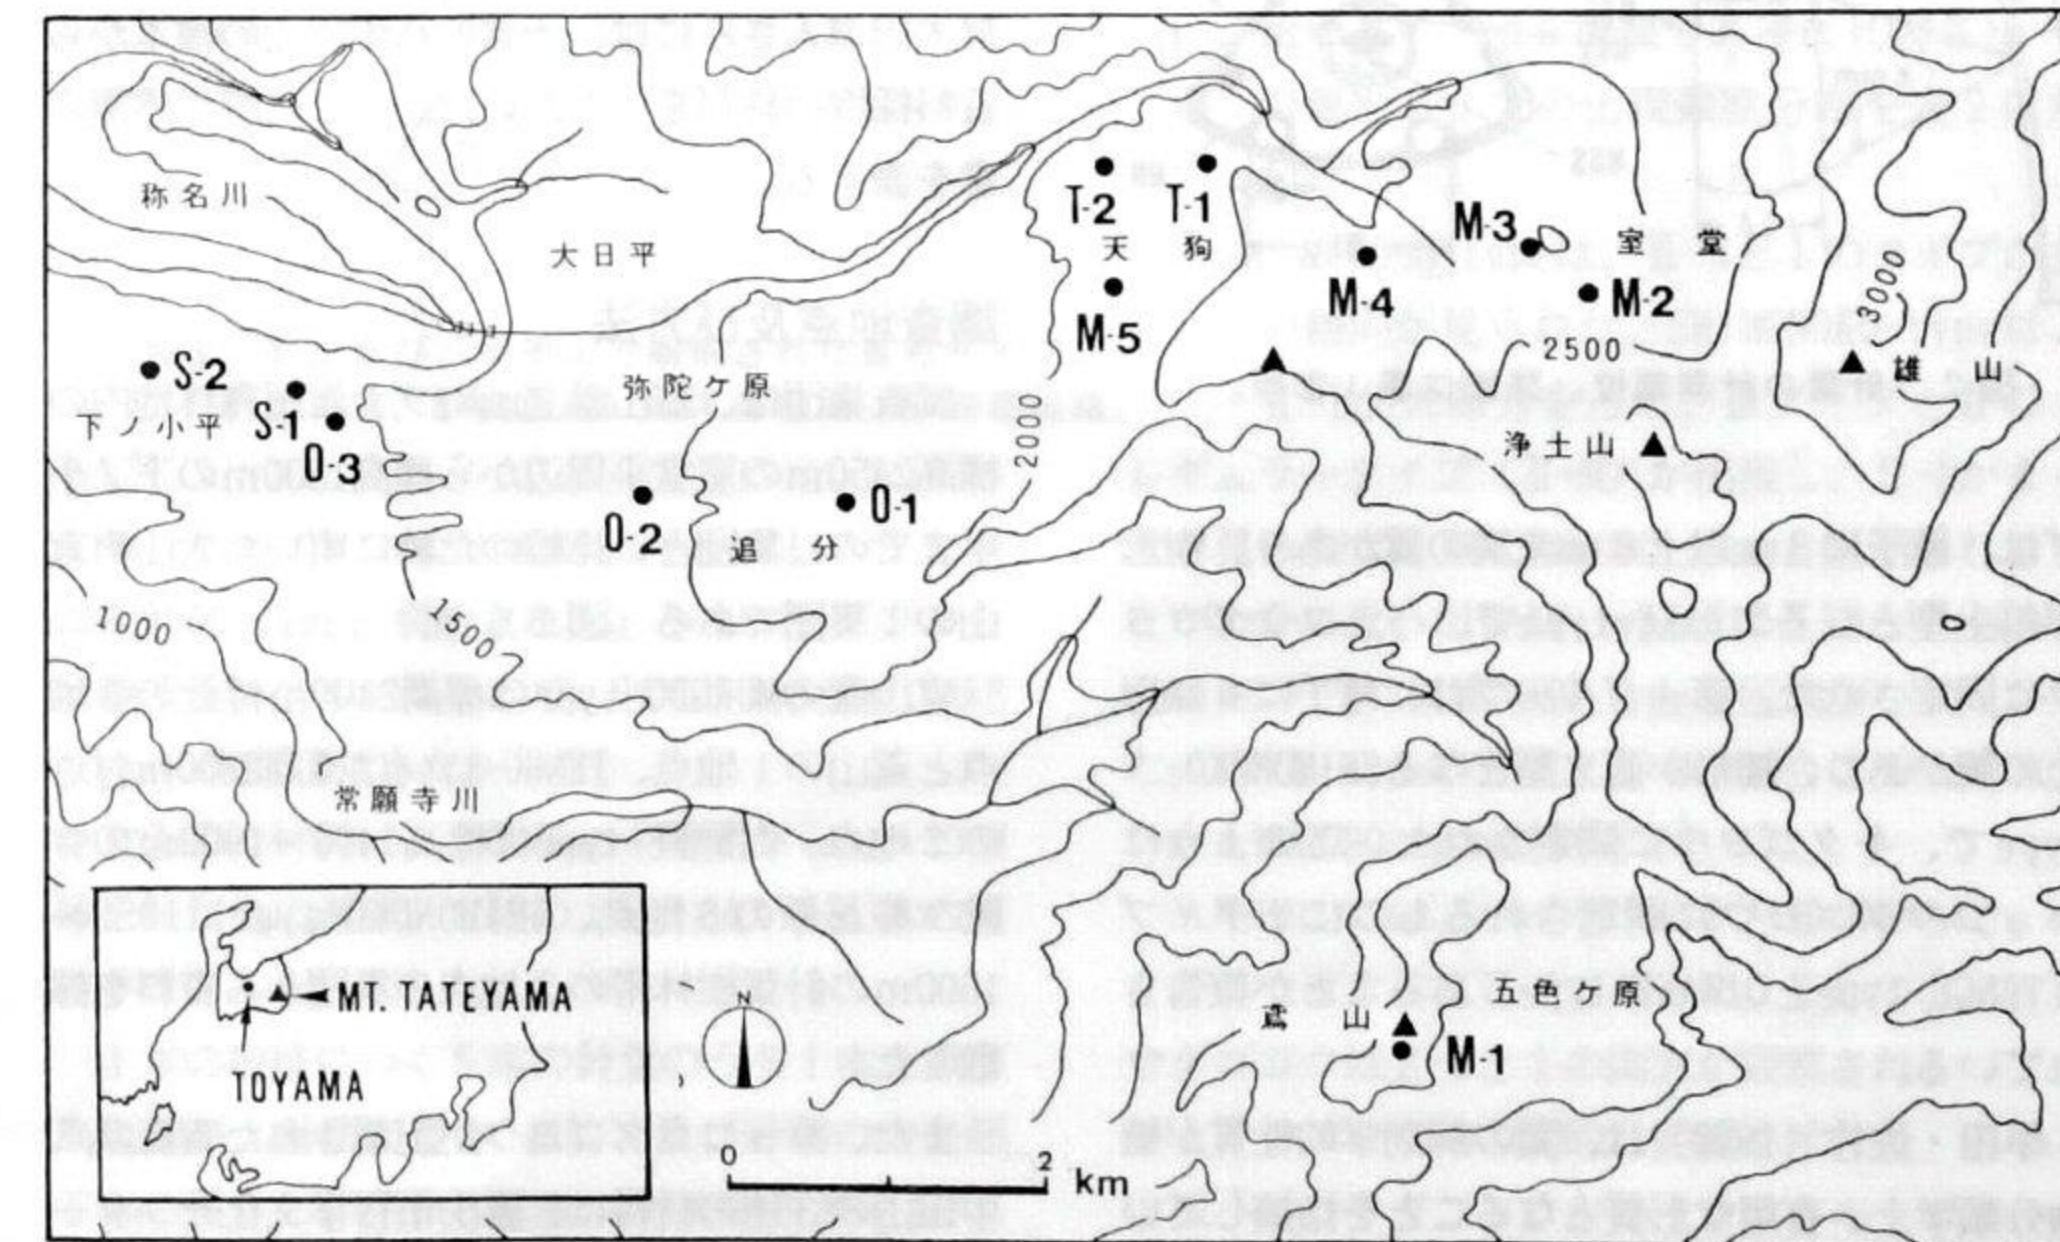 称名川
大日平
T-2
T-1
天狗
M-5
M-4
M-3
室堂
M-2
3000
2500
雄山
浄土山
S-2
下ノ小平
S-1
O-3
弥陀ケ原
2000
O-2
O-1
追分
1000
1500
常願寺川
五色ケ原
鳶山
M-1
MT. TATEYAMA
TOYAMA
N
0 2 km